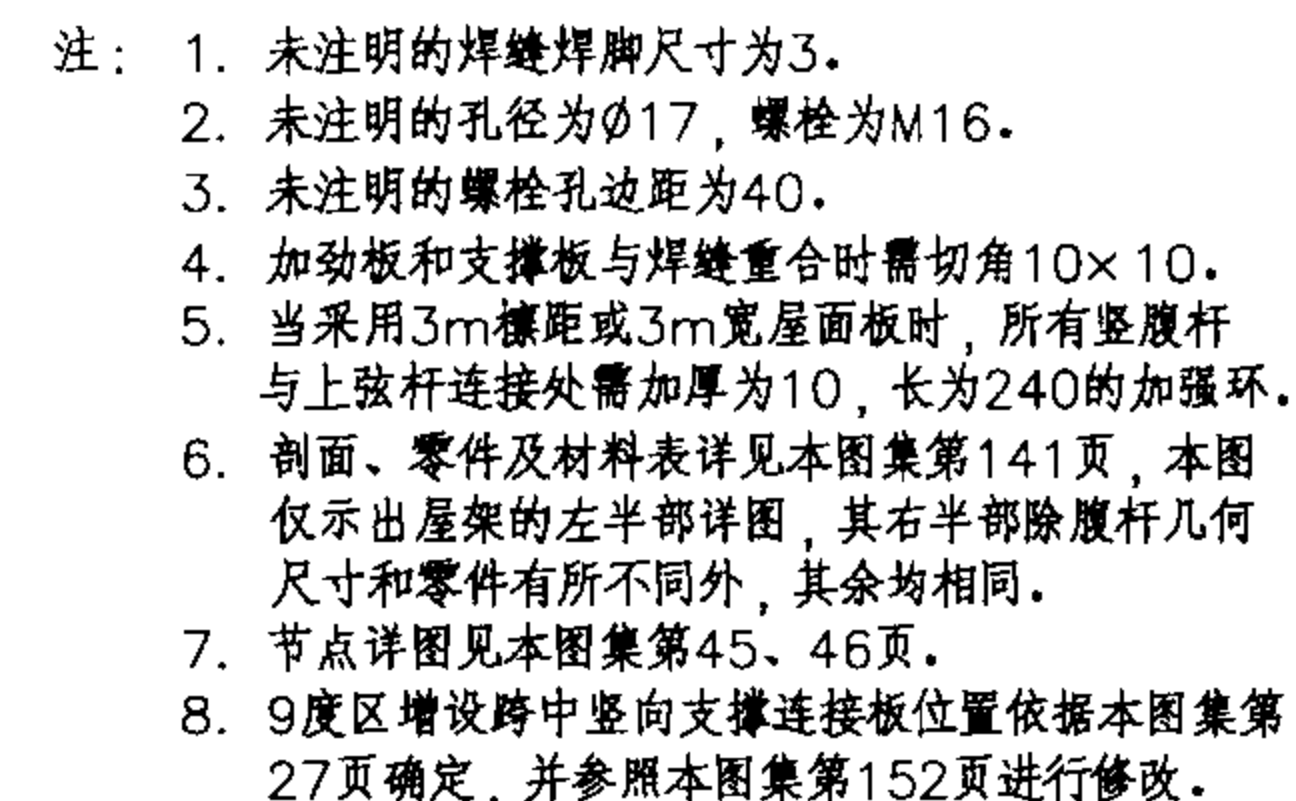 注： 1. 未注明的焊缝焊脚尺寸为3.
2. 未注明的孔径为Ø17，螺栓为M16.
3. 未注明的螺栓孔边距为40.
4. 加劲板和支撑板与焊缝重合时需切角10×10.
5. 当采用3m檩距或3m宽屋面板时，所有竖腹杆
与上弦杆连接处需加厚为10，长为240的加强环.
6. 剖面、零件及材料表详见本图集第141页，本图
仅示出屋架的左半部详图，其右半部除腹杆几何
尺寸和零件有所不同外，其余均相同.
7. 节点详图见本图集第45、46页.
8. 9度区增设跨中竖向支撑连接板位置依据本图集第
27页确定，并参照本图集第152页进行修改.